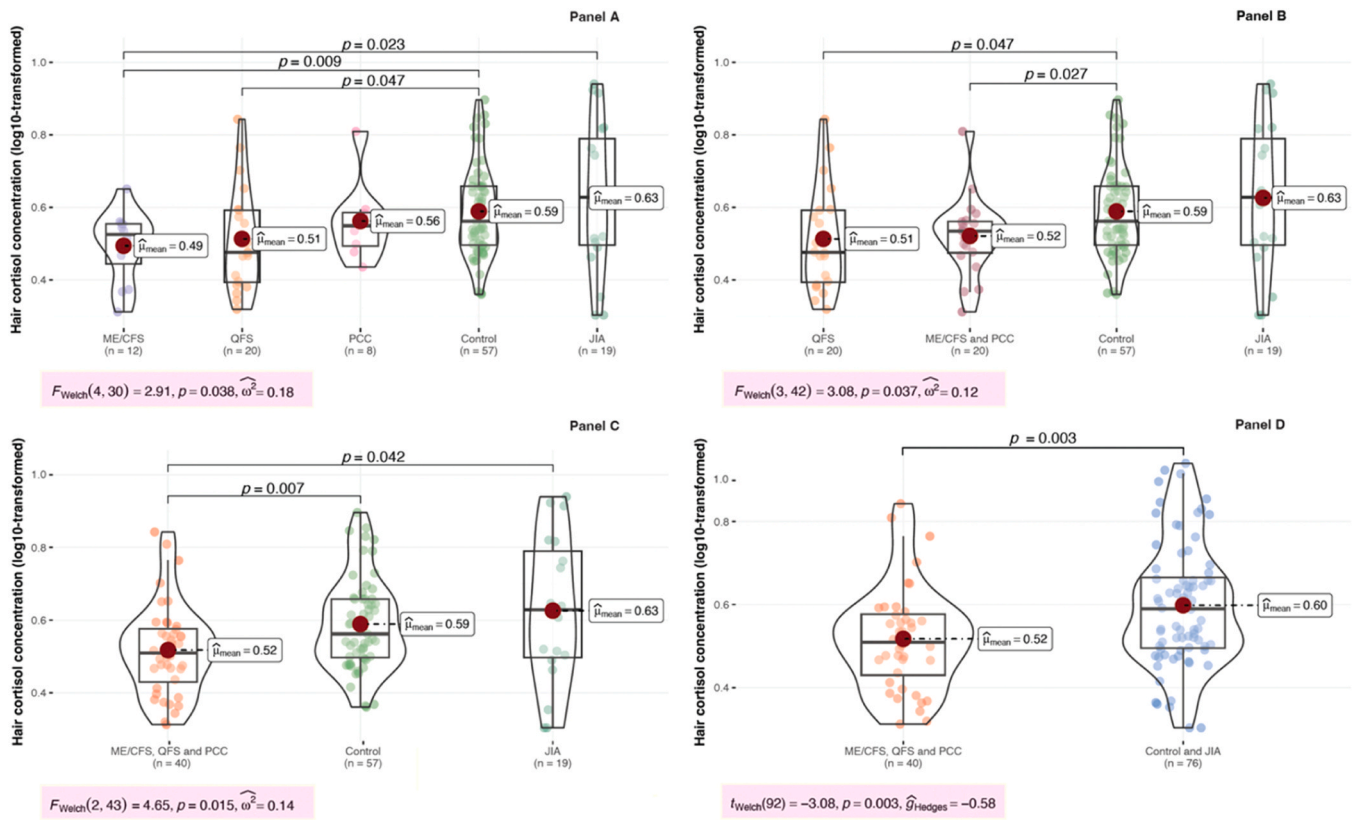 Panel A
Hair cortisol concentration (log10-transformed)
1.0
0.8
0.6
0.4
p = 0.023
p = 0.009
p = 0.047
μ̂mean = 0.49
μ̂mean = 0.51
μ̂mean = 0.56
μ̂mean = 0.59
μ̂mean = 0.63
ME/CFS
(n = 12)
QFS
(n = 20)
PCC
(n = 8)
Control
(n = 57)
JIA
(n = 19)
FWelch(4, 30) = 2.91, p = 0.038, ω̂² = 0.18
Panel B
Hair cortisol concentration (log10-transformed)
1.0
0.8
0.6
0.4
p = 0.047
p = 0.027
μ̂mean = 0.51
μ̂mean = 0.52
μ̂mean = 0.59
μ̂mean = 0.63
QFS
(n = 20)
ME/CFS and PCC
(n = 20)
Control
(n = 57)
JIA
(n = 19)
FWelch(3, 42) = 3.08, p = 0.037, ω̂² = 0.12
Panel C
Hair cortisol concentration (log10-transformed)
1.0
0.8
0.6
0.4
p = 0.042
p = 0.007
μ̂mean = 0.52
μ̂mean = 0.59
μ̂mean = 0.63
ME/CFS, QFS and PCC
(n = 40)
Control
(n = 57)
JIA
(n = 19)
FWelch(2, 43) = 4.65, p = 0.015, ω̂² = 0.14
Panel D
Hair cortisol concentration (log10-transformed)
1.0
0.8
0.6
0.4
p = 0.003
μ̂mean = 0.52
μ̂mean = 0.60
ME/CFS, QFS and PCC
(n = 40)
Control and JIA
(n = 76)
tWelch(92) = −3.08, p = 0.003, ĝHedges = −0.58